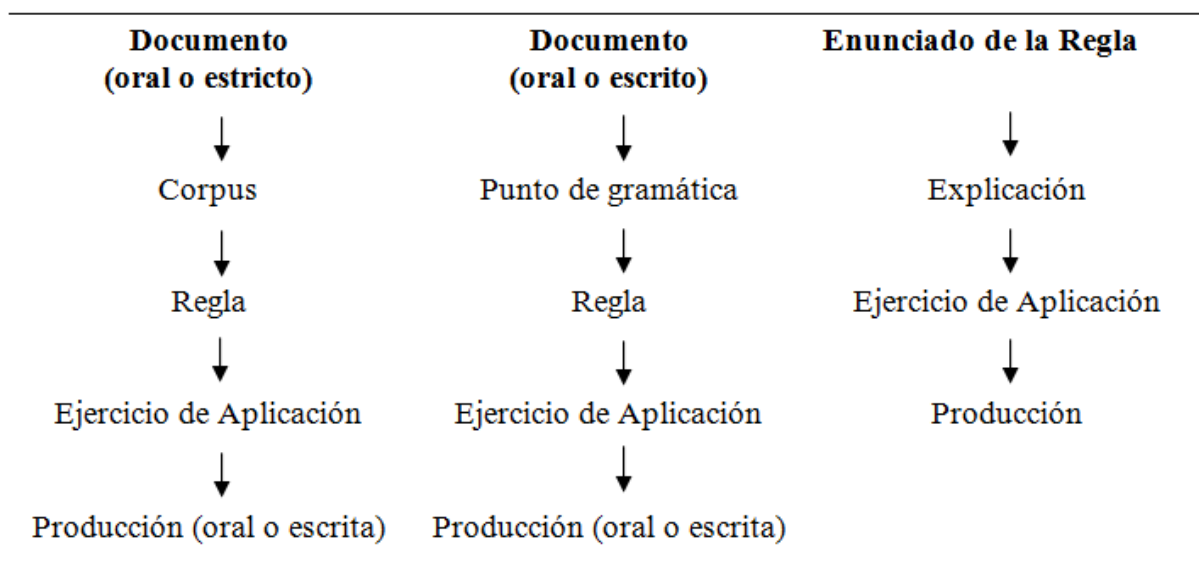 Documento
(oral o estricto)
Corpus
Regla
Ejercicio de Aplicación
Producción (oral o escrita)
Documento
(oral o escrito)
Punto de gramática
Regla
Ejercicio de Aplicación
Producción (oral o escrita)
Enunciado de la Regla
Explicación
Ejercicio de Aplicación
Producción